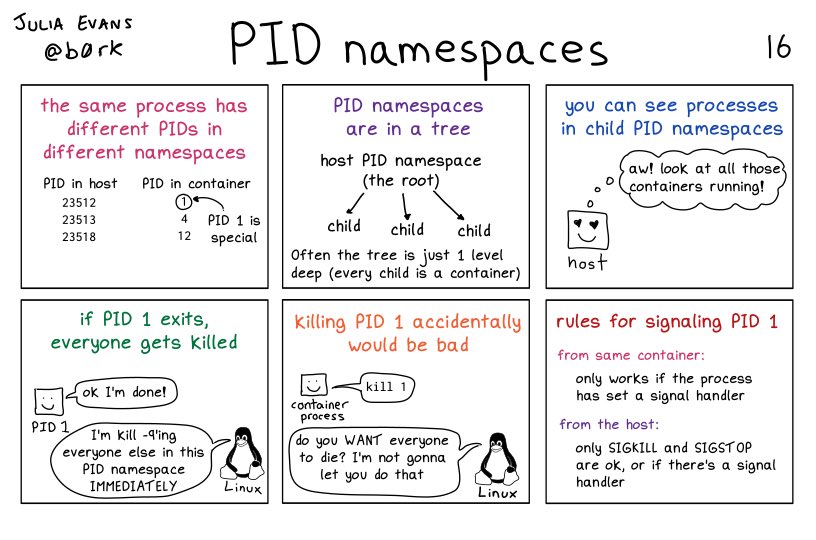 JULIA EVANS
@børk
PID namespaces
16
the same process has
different PIDs in
different namespaces
PID in host PID in container
23512 1
23513 4 PID 1 is
23518 12 special
PID namespaces
are in a tree
host PID namespace
(the root)
child child child
Often the tree is just 1 level
deep (every child is a container)
you can see processes
in child PID namespaces
aw! look at all those
containers running!
host
if PID 1 exits,
everyone gets killed
ok I'm done!
PID 1
I'm kill -9'ing
everyone else in this
PID namespace
IMMEDIATELY
Linux
killing PID 1 accidentally
would be bad
kill 1
container
process
do you WANT everyone
to die? I'm not gonna
let you do that
Linux
rules for signaling PID 1
from same container:
only works if the process
has set a signal handler
from the host:
only SIGKILL and SIGSTOP
are ok, or if there's a signal
handler